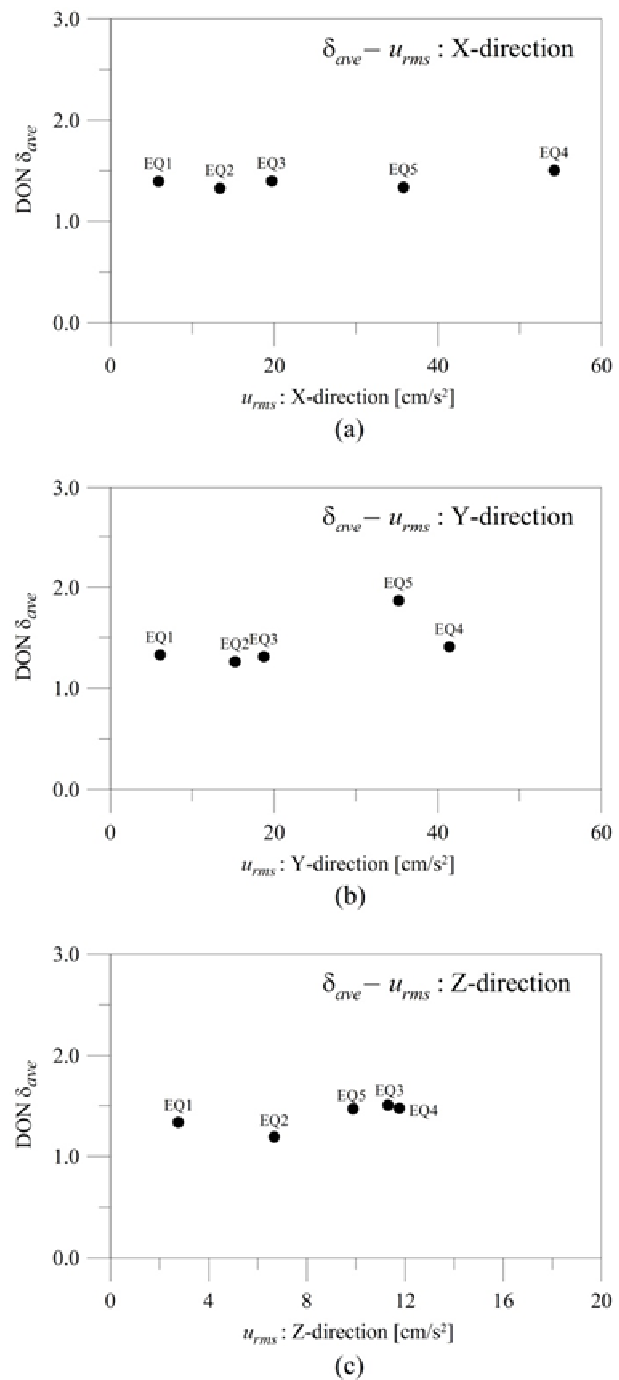 3.0
δave – urms : X-direction
2.0
EQ1 EQ2 EQ3 EQ5 EQ4
DON δave
1.0
0.0
0 20 40 60
urms : X-direction [cm/s²]
(a)
3.0
δave – urms : Y-direction
EQ5
2.0
EQ1 EQ2 EQ3 EQ4
DON δave
1.0
0.0
0 20 40 60
urms : Y-direction [cm/s²]
(b)
3.0
δave – urms : Z-direction
2.0
EQ1 EQ2 EQ5 EQ3 EQ4
DON δave
1.0
0.0
0 4 8 12 16 20
urms : Z-direction [cm/s²]
(c)